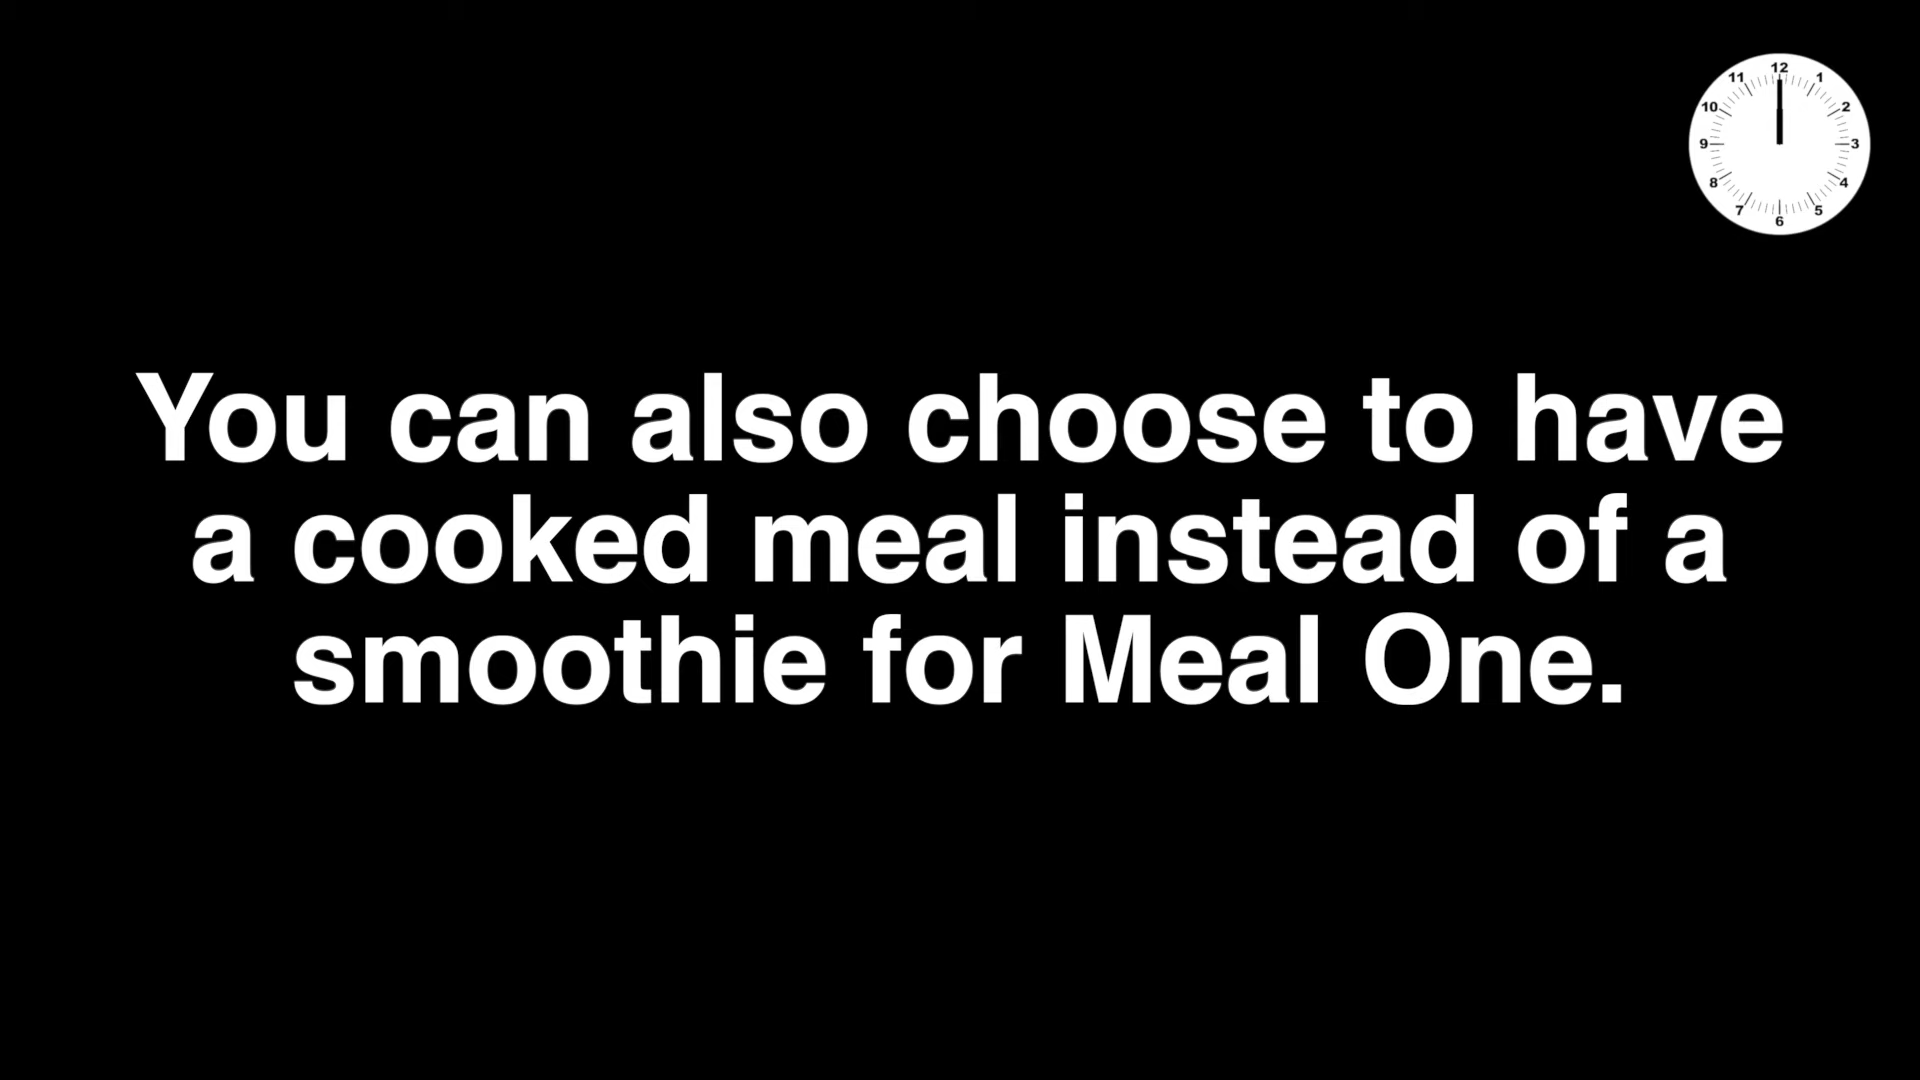 12
11 1
10 2
9 3
8 4
7 5
6
You can also choose to have
a cooked meal instead of a
smoothie for Meal One.